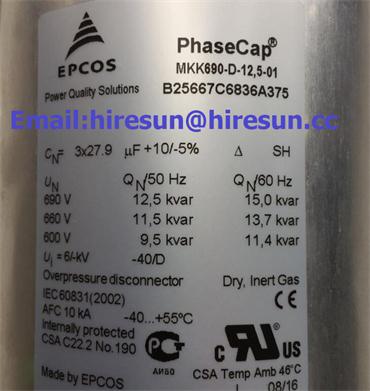 EPCOS
Power Quality Solutions
PhaseCap®
MKK690-D-12,5-01
B25667C6836A375
Email:hiresun@hiresun.cc
CN= 3x27.9 µF +10/-5% Δ SH
UN QN/50 Hz QN/60 Hz
690 V 12,5 kvar 15,0 kvar
660 V 11,5 kvar 13,7 kvar
600 V 9,5 kvar 11,4 kvar
Ui = 6/-kV -40/D
Overpressure disconnector Dry, Inert Gas
IEC60831(2002)
AFC 10 kA -40...+55°C
Internally protected
CSA C22.2 No.190
АИ50
c RU US
CSA Temp Amb 46°C
Made by EPCOS
08/16